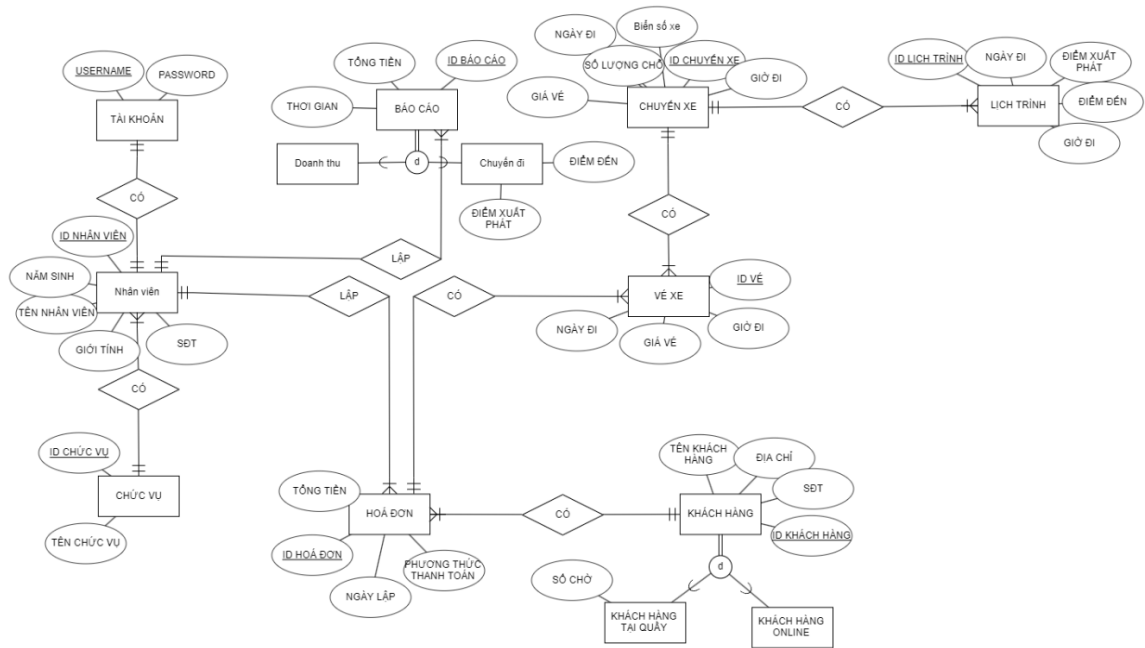 USERNAME
PASSWORD
TÀI KHOẢN
CÓ
ID NHÂN VIÊN
NĂM SINH
TÊN NHÂN VIÊN
Nhân viên
GIỚI TÍNH
SĐT
CÓ
ID CHỨC VỤ
CHỨC VỤ
TÊN CHỨC VỤ
TỔNG TIỀN
ID BÁO CÁO
THỜI GIAN
BÁO CÁO
Doanh thu
d
Chuyến đi
ĐIỂM ĐẾN
ĐIỂM XUẤT
PHÁT
LẬP
LẬP
CÓ
NGÀY ĐI
Biển số xe
SỐ LƯỢNG CHỖ
ID CHUYẾN XE
GIỜ ĐI
GIÁ VÉ
CHUYẾN XE
CÓ
ID LỊCH TRÌNH
NGÀY ĐI
ĐIỂM XUẤT
PHÁT
LỊCH TRÌNH
ĐIỂM ĐẾN
GIỜ ĐI
CÓ
VÉ XE
ID VÉ
NGÀY ĐI
GIÁ VÉ
GIỜ ĐI
TỔNG TIỀN
HOÁ ĐƠN
ID HOÁ ĐƠN
PHƯƠNG THỨC
THANH TOÁN
NGÀY LẬP
CÓ
TÊN KHÁCH
HÀNG
ĐỊA CHỈ
SĐT
KHÁCH HÀNG
ID KHÁCH HÀNG
d
SỐ CHỜ
KHÁCH HÀNG
TẠI QUẦY
KHÁCH HÀNG
ONLINE